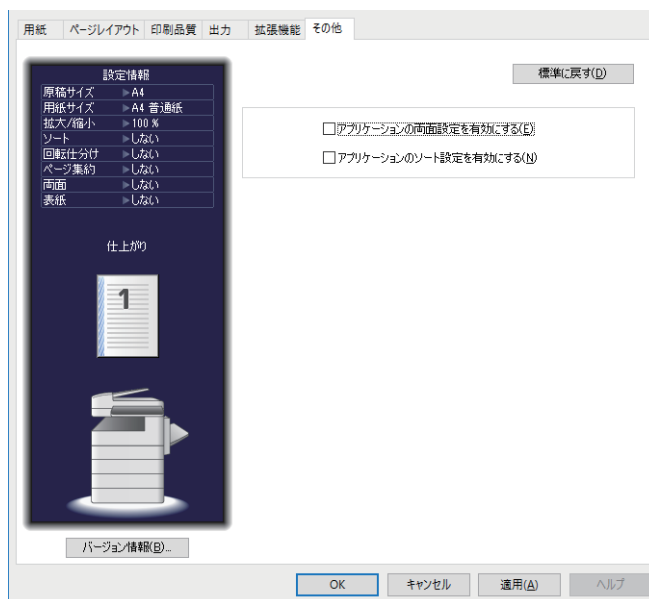 用紙 ページレイアウト 印刷品質 出力 拡張機能 その他
設定情報
原稿サイズ ▶A4
用紙サイズ ▶A4 普通紙
拡大/縮小 ▶100 %
ソート ▶しない
回転仕分け ▶しない
ページ集約 ▶しない
両面 ▶しない
表紙 ▶しない
仕上がり
1
バージョン情報(B)...
標準に戻す(D)
アプリケーションの両面設定を有効にする(E)
アプリケーションのソート設定を有効にする(N)
OK キャンセル 適用(A) ヘルプ